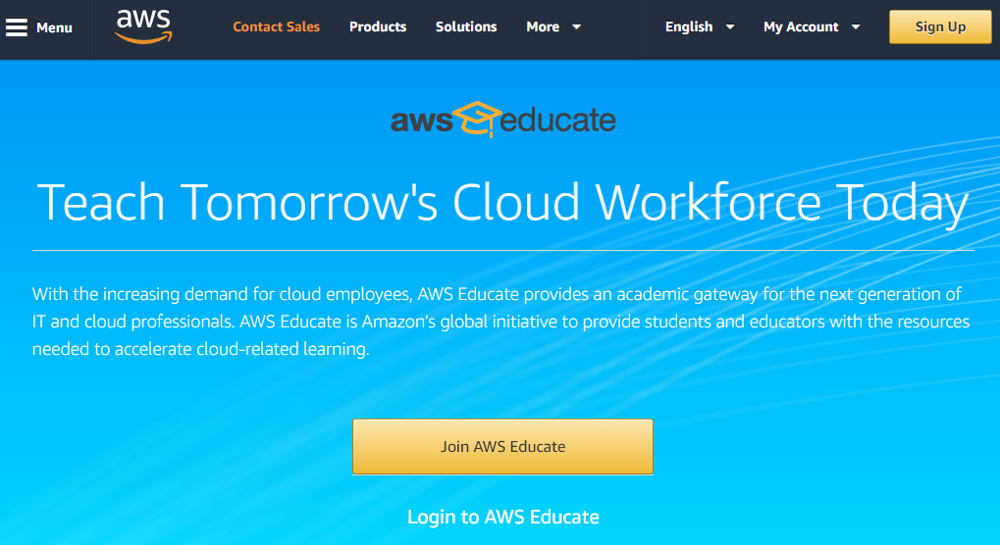 Menu
aws
Contact Sales
Products
Solutions
More
English
My Account
Sign Up
aws educate
Teach Tomorrow's Cloud Workforce Today
With the increasing demand for cloud employees, AWS Educate provides an academic gateway for the next generation of
IT and cloud professionals. AWS Educate is Amazon's global initiative to provide students and educators with the resources
needed to accelerate cloud-related learning.
Join AWS Educate
Login to AWS Educate